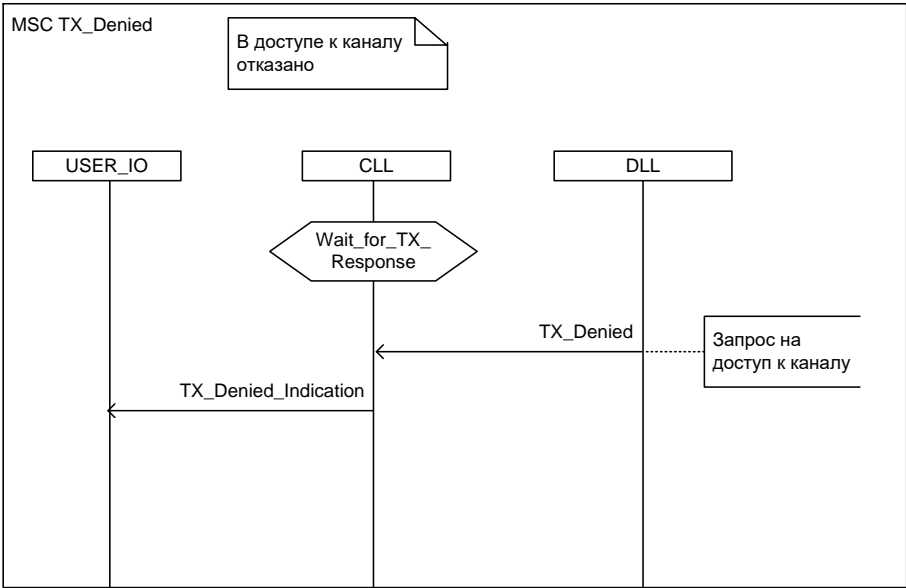 MSC TX_Denied
В доступе к каналу
отказано
USER_IO
CLL
DLL
Wait_for_TX_
Response
TX_Denied
Запрос на
доступ к каналу
TX_Denied_Indication